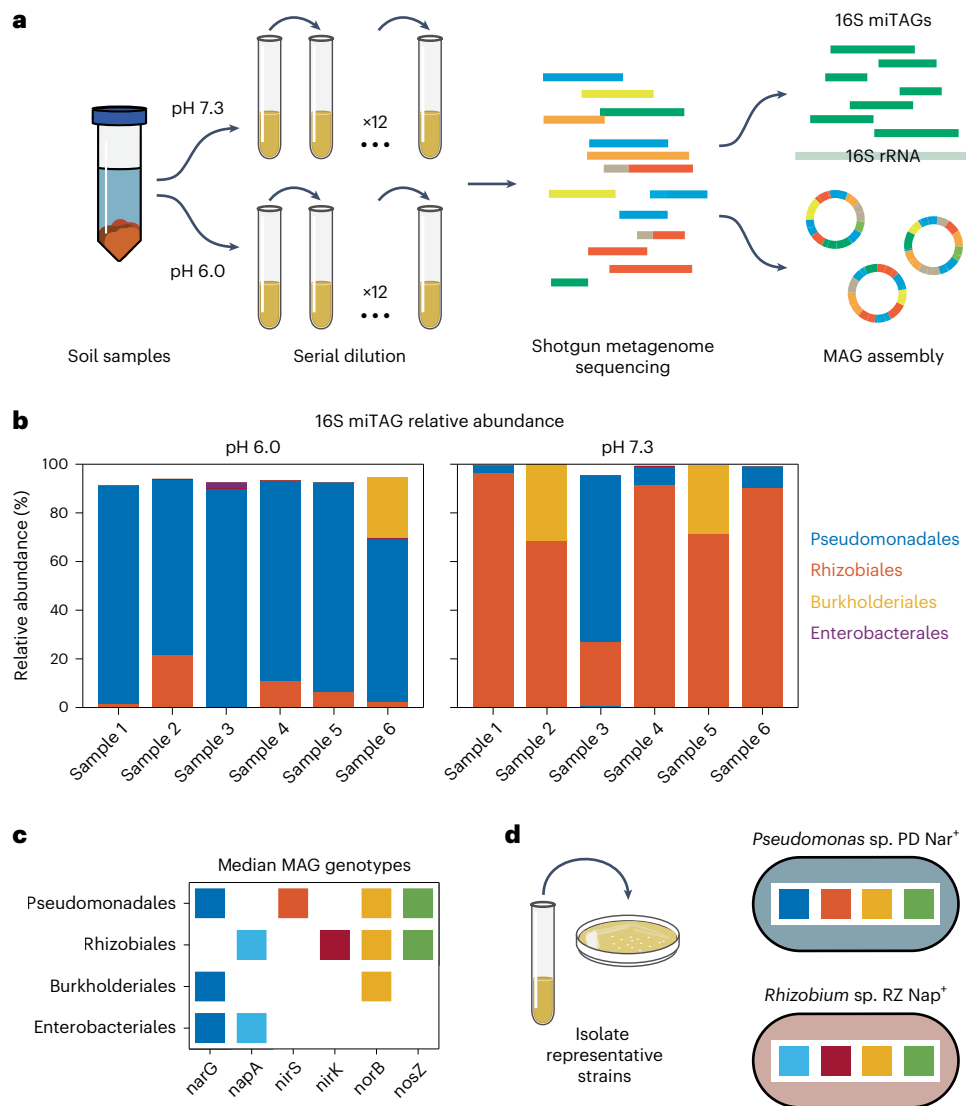 a
16S miTAGs
pH 7.3
×12
16S rRNA
pH 6.0
×12
Soil samples
Serial dilution
Shotgun metagenome
sequencing
MAG assembly
b
16S miTAG relative abundance
pH 6.0
pH 7.3
Relative abundance (%)
100
80
60
40
20
0
Sample 1
Sample 2
Sample 3
Sample 4
Sample 5
Sample 6
Sample 1
Sample 2
Sample 3
Sample 4
Sample 5
Sample 6
Pseudomonadales
Rhizobiales
Burkholderiales
Enterobacterales
c
Median MAG genotypes
Pseudomonadales
Rhizobiales
Burkholderiales
Enterobacteriales
narG
napA
nirS
nirK
norB
nosZ
d
Isolate
representative
strains
Pseudomonas sp. PD Nar⁺
Rhizobium sp. RZ Nap⁺